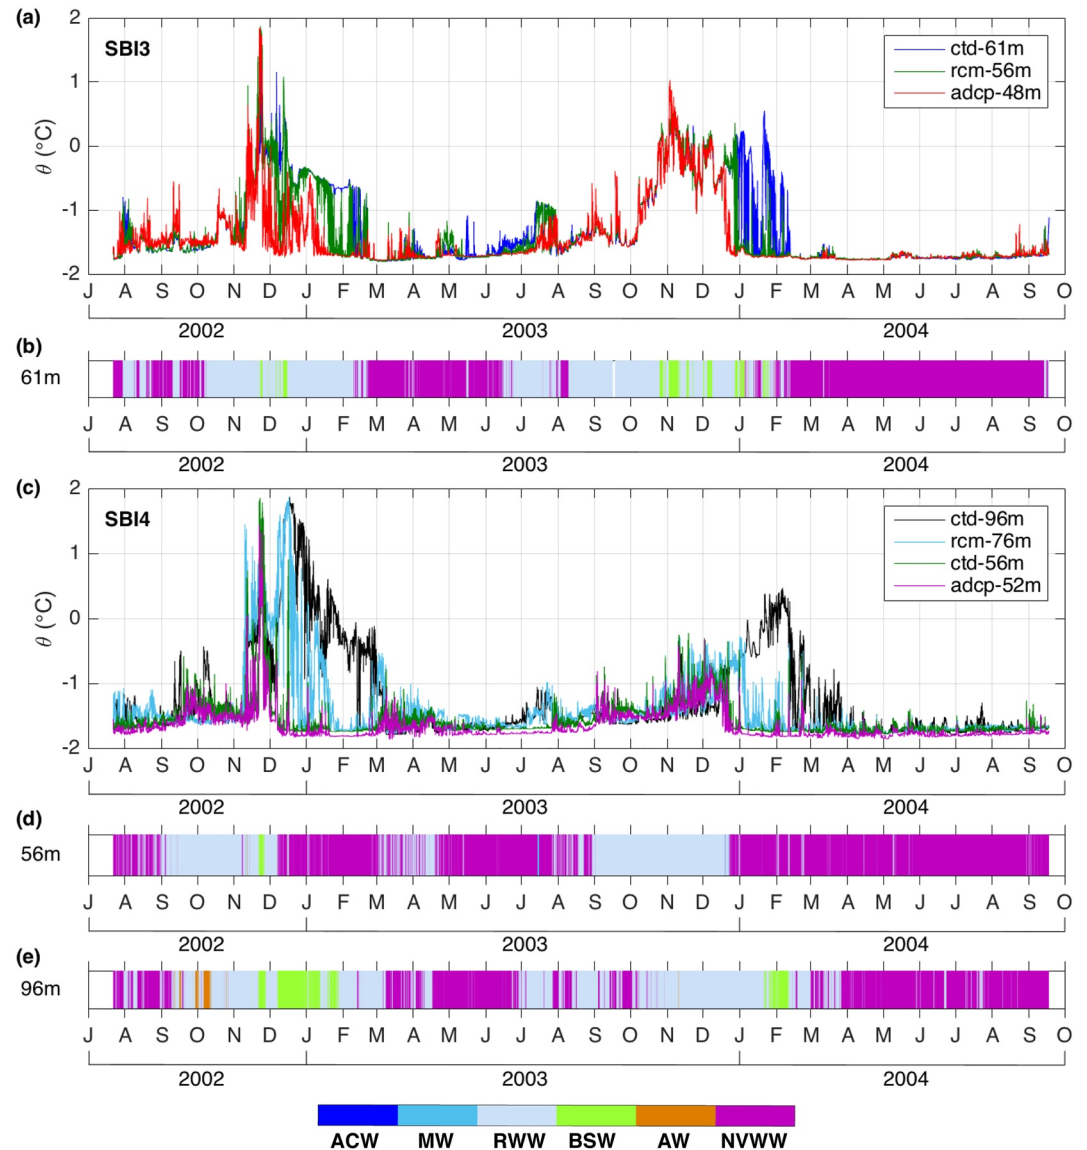 (a)
2
1
0
-1
-2
θ (°C)
SBI3
ctd-61m
rcm-56m
adcp-48m
J A S O N D J F M A M J J A S O N D J F M A M J J A S O
2002 2003 2004
(b)
61m
J A S O N D J F M A M J J A S O N D J F M A M J J A S O
2002 2003 2004
(c)
2
1
0
-1
-2
θ (°C)
SBI4
ctd-96m
rcm-76m
ctd-56m
adcp-52m
J A S O N D J F M A M J J A S O N D J F M A M J J A S O
2002 2003 2004
(d)
56m
J A S O N D J F M A M J J A S O N D J F M A M J J A S O
2002 2003 2004
(e)
96m
J A S O N D J F M A M J J A S O N D J F M A M J J A S O
2002 2003 2004
ACW MW RWW BSW AW NVWW